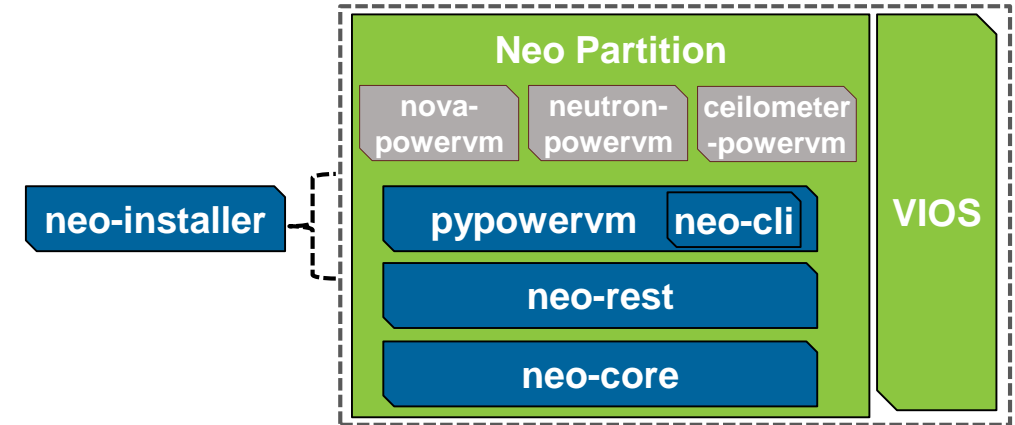 Neo Partition
nova-
powervm
neutron-
powervm
ceilometer
-powervm
neo-installer
pypowervm
neo-cli
VIOS
neo-rest
neo-core